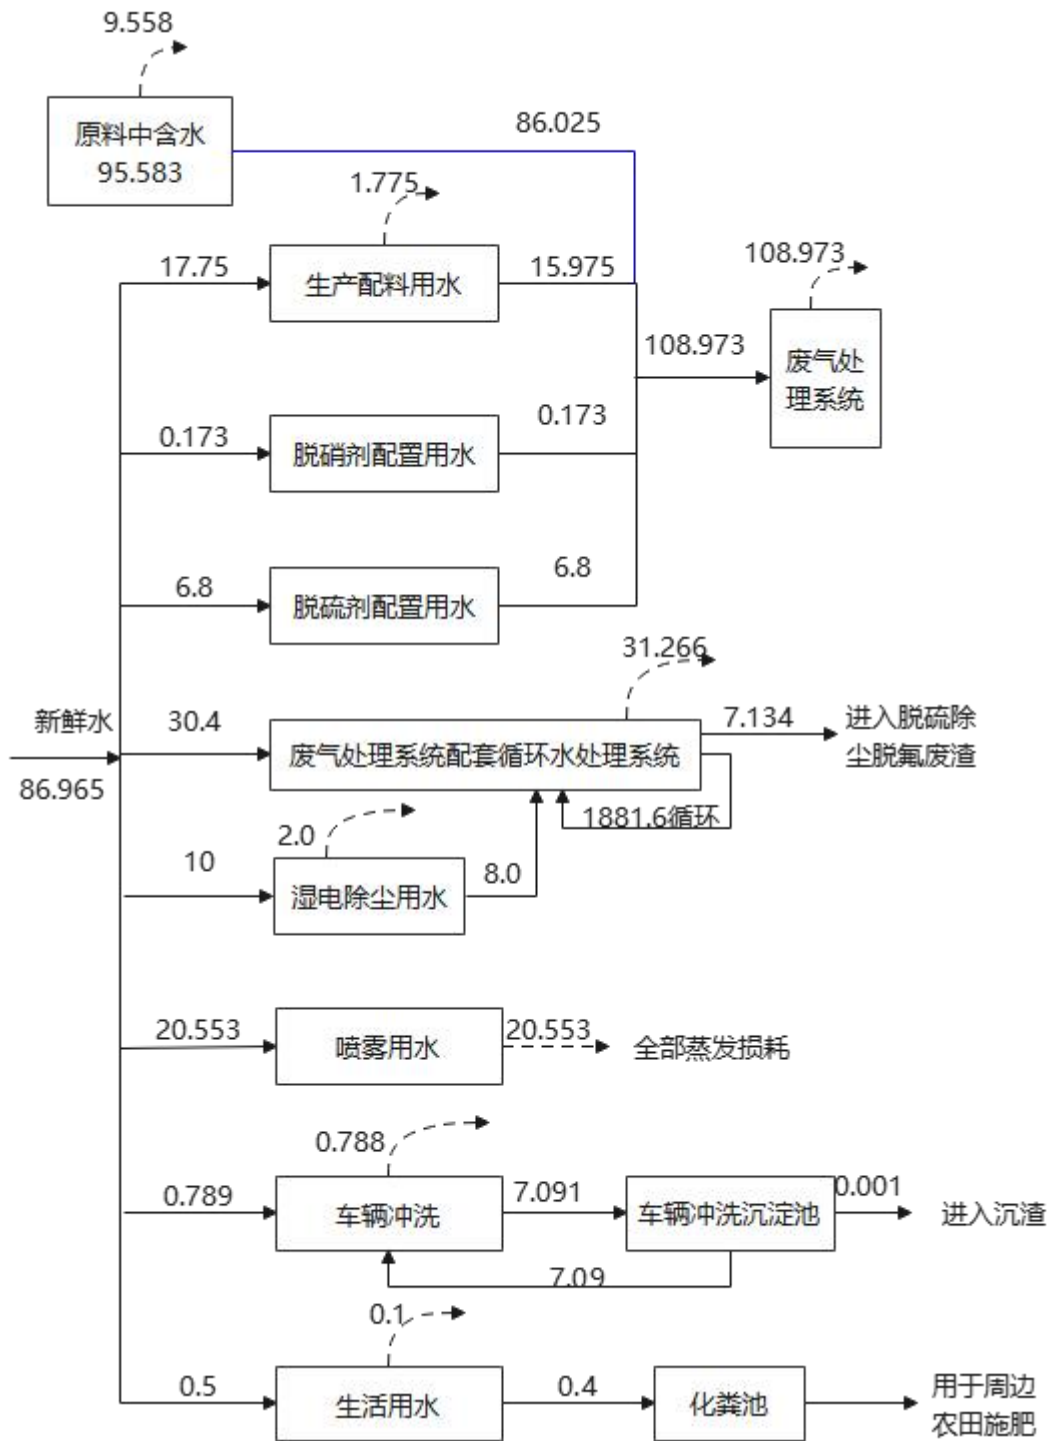 9.558
原料中含水
95.583
86.025
1.775
17.75
生产配料用水
15.975
108.973
108.973
废气处
理系统
0.173
脱硝剂配置用水
0.173
6.8
脱硫剂配置用水
6.8
31.266
新鲜水
86.965
30.4
废气处理系统配套循环水处理系统
7.134
进入脱硫除
尘脱氟废渣
1881.6循环
2.0
10
湿电除尘用水
8.0
20.553
喷雾用水
20.553
全部蒸发损耗
0.788
0.789
车辆冲洗
7.091
车辆冲洗沉淀池
0.001
进入沉渣
7.09
0.1
0.5
生活用水
0.4
化粪池
用于周边
农田施肥